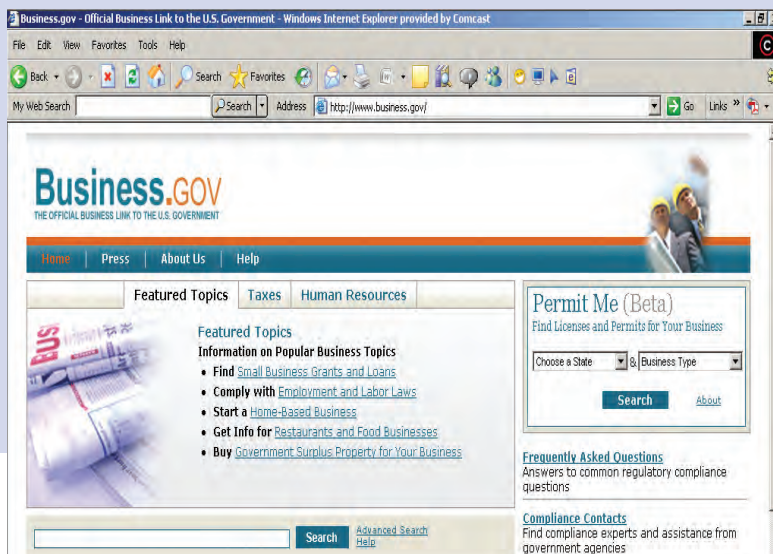 Business.gov - Official Business Link to the U.S. Government - Windows Internet Explorer provided by Comcast
File Edit View Favorites Tools Help
Back Search Favorites
My Web Search Search Address http://www.business.gov/ Go Links »
Business.GOV
THE OFFICIAL BUSINESS LINK TO THE U.S. GOVERNMENT
Home | Press | About Us | Help
Featured Topics Taxes Human Resources
BUS
Featured Topics
Information on Popular Business Topics
• Find Small Business Grants and Loans
• Comply with Employment and Labor Laws
• Start a Home-Based Business
• Get Info for Restaurants and Food Businesses
• Buy Government Surplus Property for Your Business
Search Advanced Search
Help
Permit Me (Beta)
Find Licenses and Permits for Your Business
Choose a State & Business Type
Search About
Frequently Asked Questions
Answers to common regulatory compliance
questions
Compliance Contacts
Find compliance experts and assistance from
government agencies